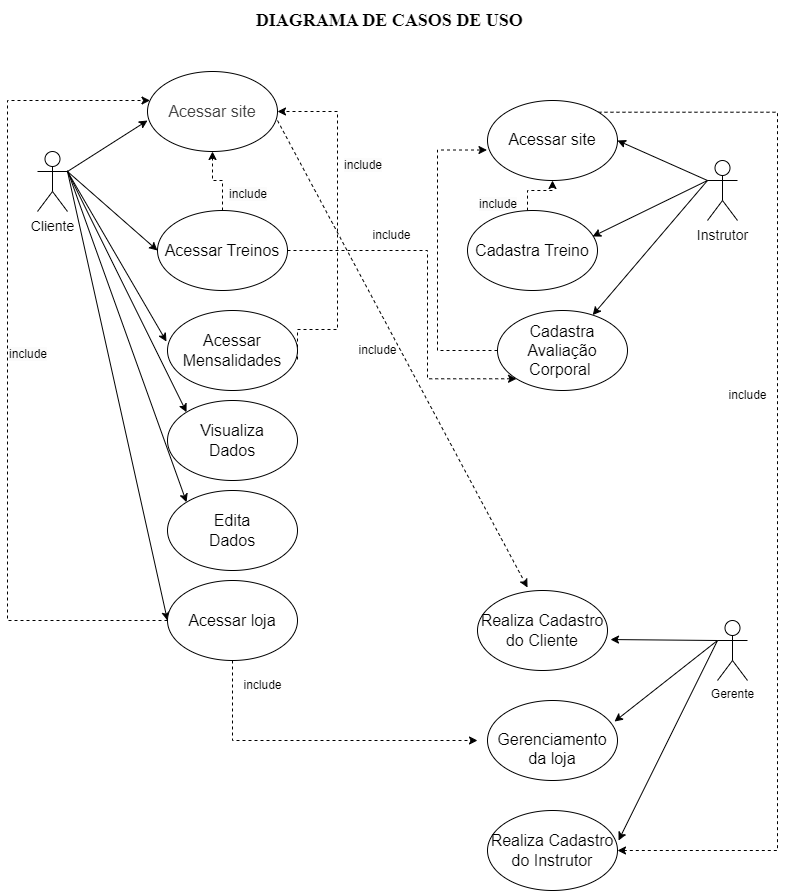 DIAGRAMA DE CASOS DE USO
Acessar site
Acessar site
include
Cliente
include
include
Instrutor
Acessar Treinos
include
Cadastra Treino
Acessar
Mensalidades
include
include
Cadastra
Avaliação
Corporal
include
Visualiza
Dados
Edita
Dados
Acessar loja
Realiza Cadastro
do Cliente
include
Gerente
Gerenciamento
da loja
Realiza Cadastro
do Instrutor